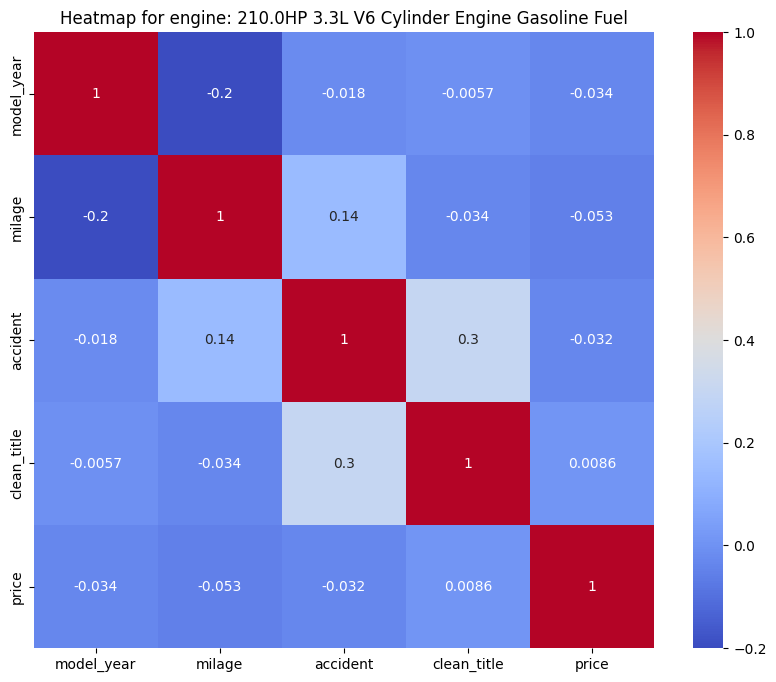 Heatmap for engine: 210.0HP 3.3L V6 Cylinder Engine Gasoline Fuel
model_year 1 -0.2 -0.018 -0.0057 -0.034
milage -0.2 1 0.14 -0.034 -0.053
accident -0.018 0.14 1 0.3 -0.032
clean_title -0.0057 -0.034 0.3 1 0.0086
price -0.034 -0.053 -0.032 0.0086 1
model_year milage accident clean_title price
1.0
0.8
0.6
0.4
0.2
0.0
−0.2